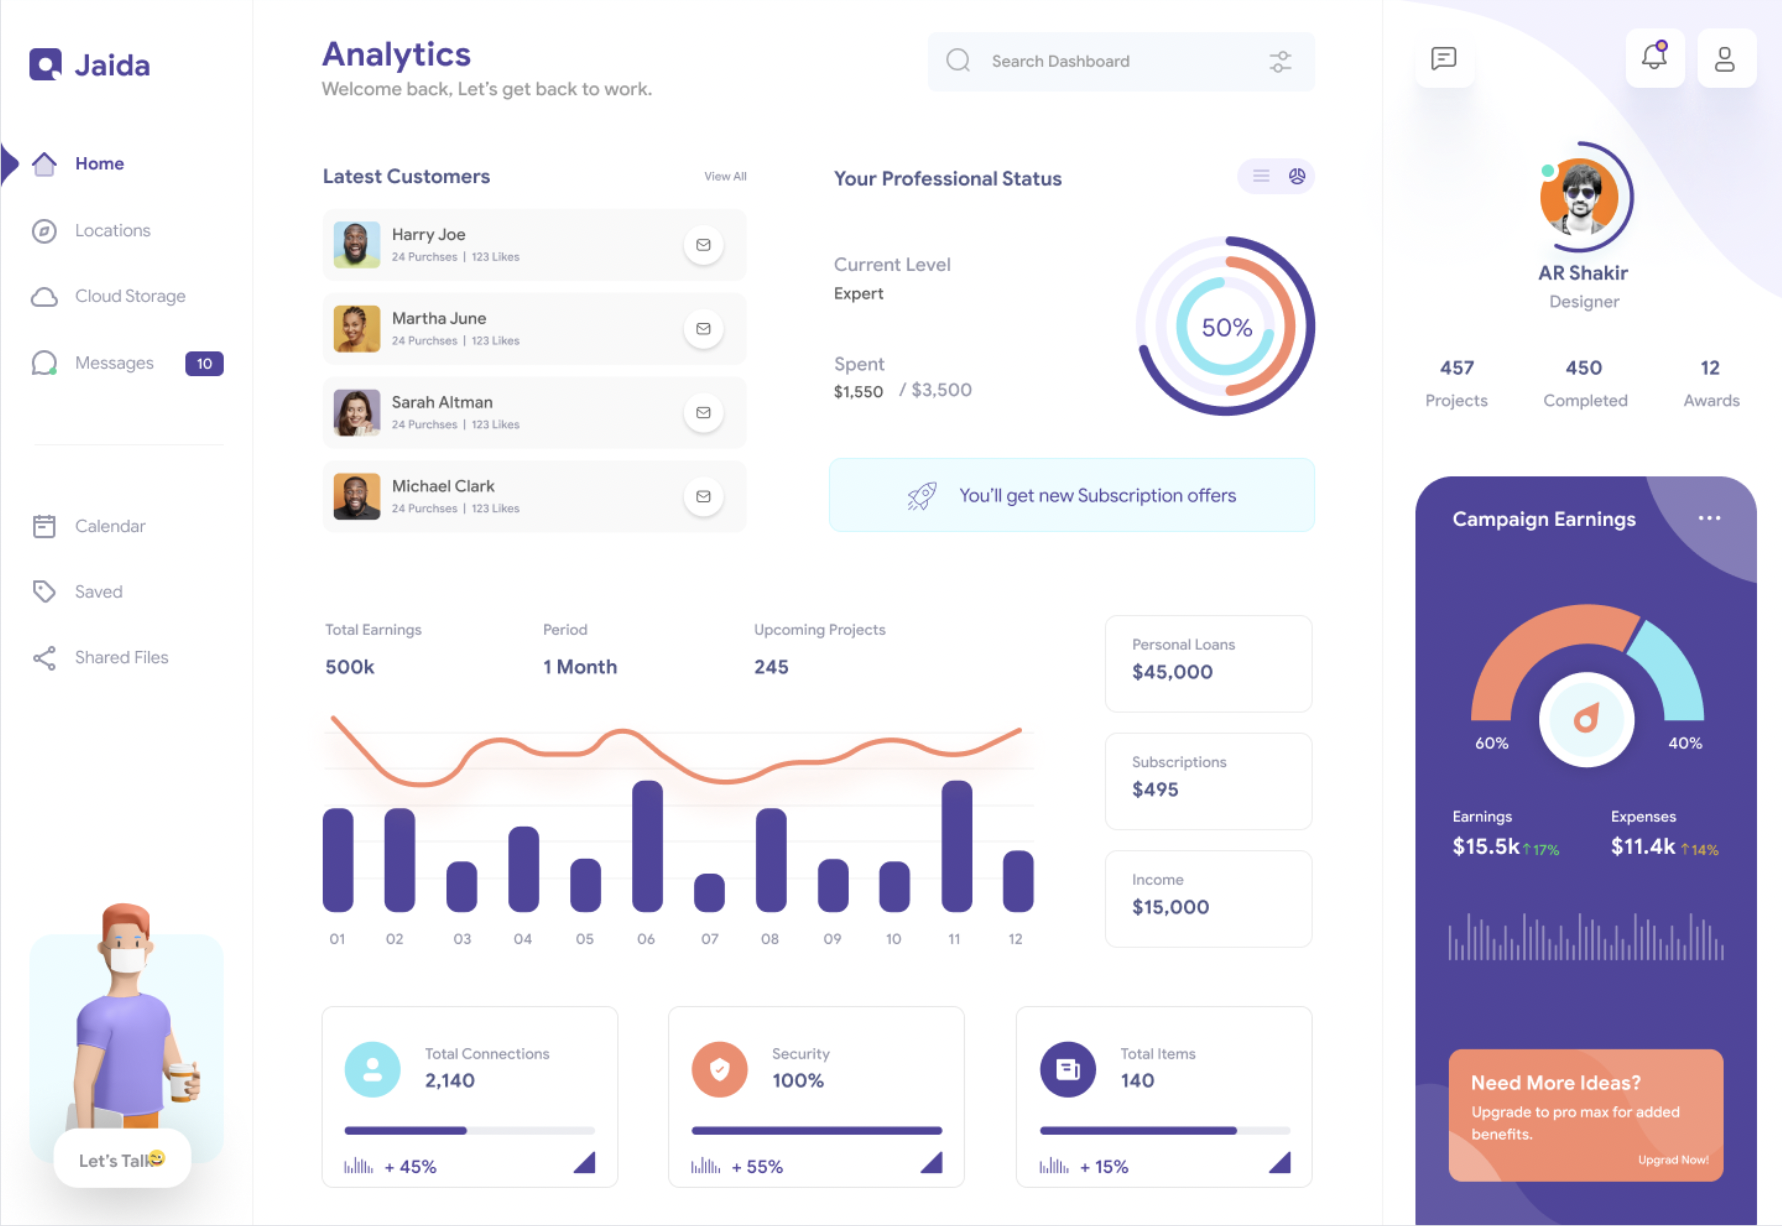 Jaida
Home
Locations
Cloud Storage
Messages
10
Calendar
Saved
Shared Files
Let's Talk
Analytics
Welcome back, Let's get back to work.
Search Dashboard
Latest Customers
View All
Harry Joe
24 Purchses | 123 Likes
Martha June
24 Purchses | 123 Likes
Sarah Altman
24 Purchses | 123 Likes
Michael Clark
24 Purchses | 123 Likes
Your Professional Status
Current Level
Expert
Spent
$1,550 / $3,500
50%
You'll get new Subscription offers
Total Earnings
500k
Period
1 Month
Upcoming Projects
245
01 02 03 04 05 06 07 08 09 10 11 12
Personal Loans
$45,000
Subscriptions
$495
Income
$15,000
Total Connections
2,140
+ 45%
Security
100%
+ 55%
Total Items
140
+ 15%
AR Shakir
Designer
457
Projects
450
Completed
12
Awards
Campaign Earnings
60%
40%
Earnings
$15.5k ↑17%
Expenses
$11.4k ↑14%
Need More Ideas?
Upgrade to pro max for added
benefits.
Upgrad Now!